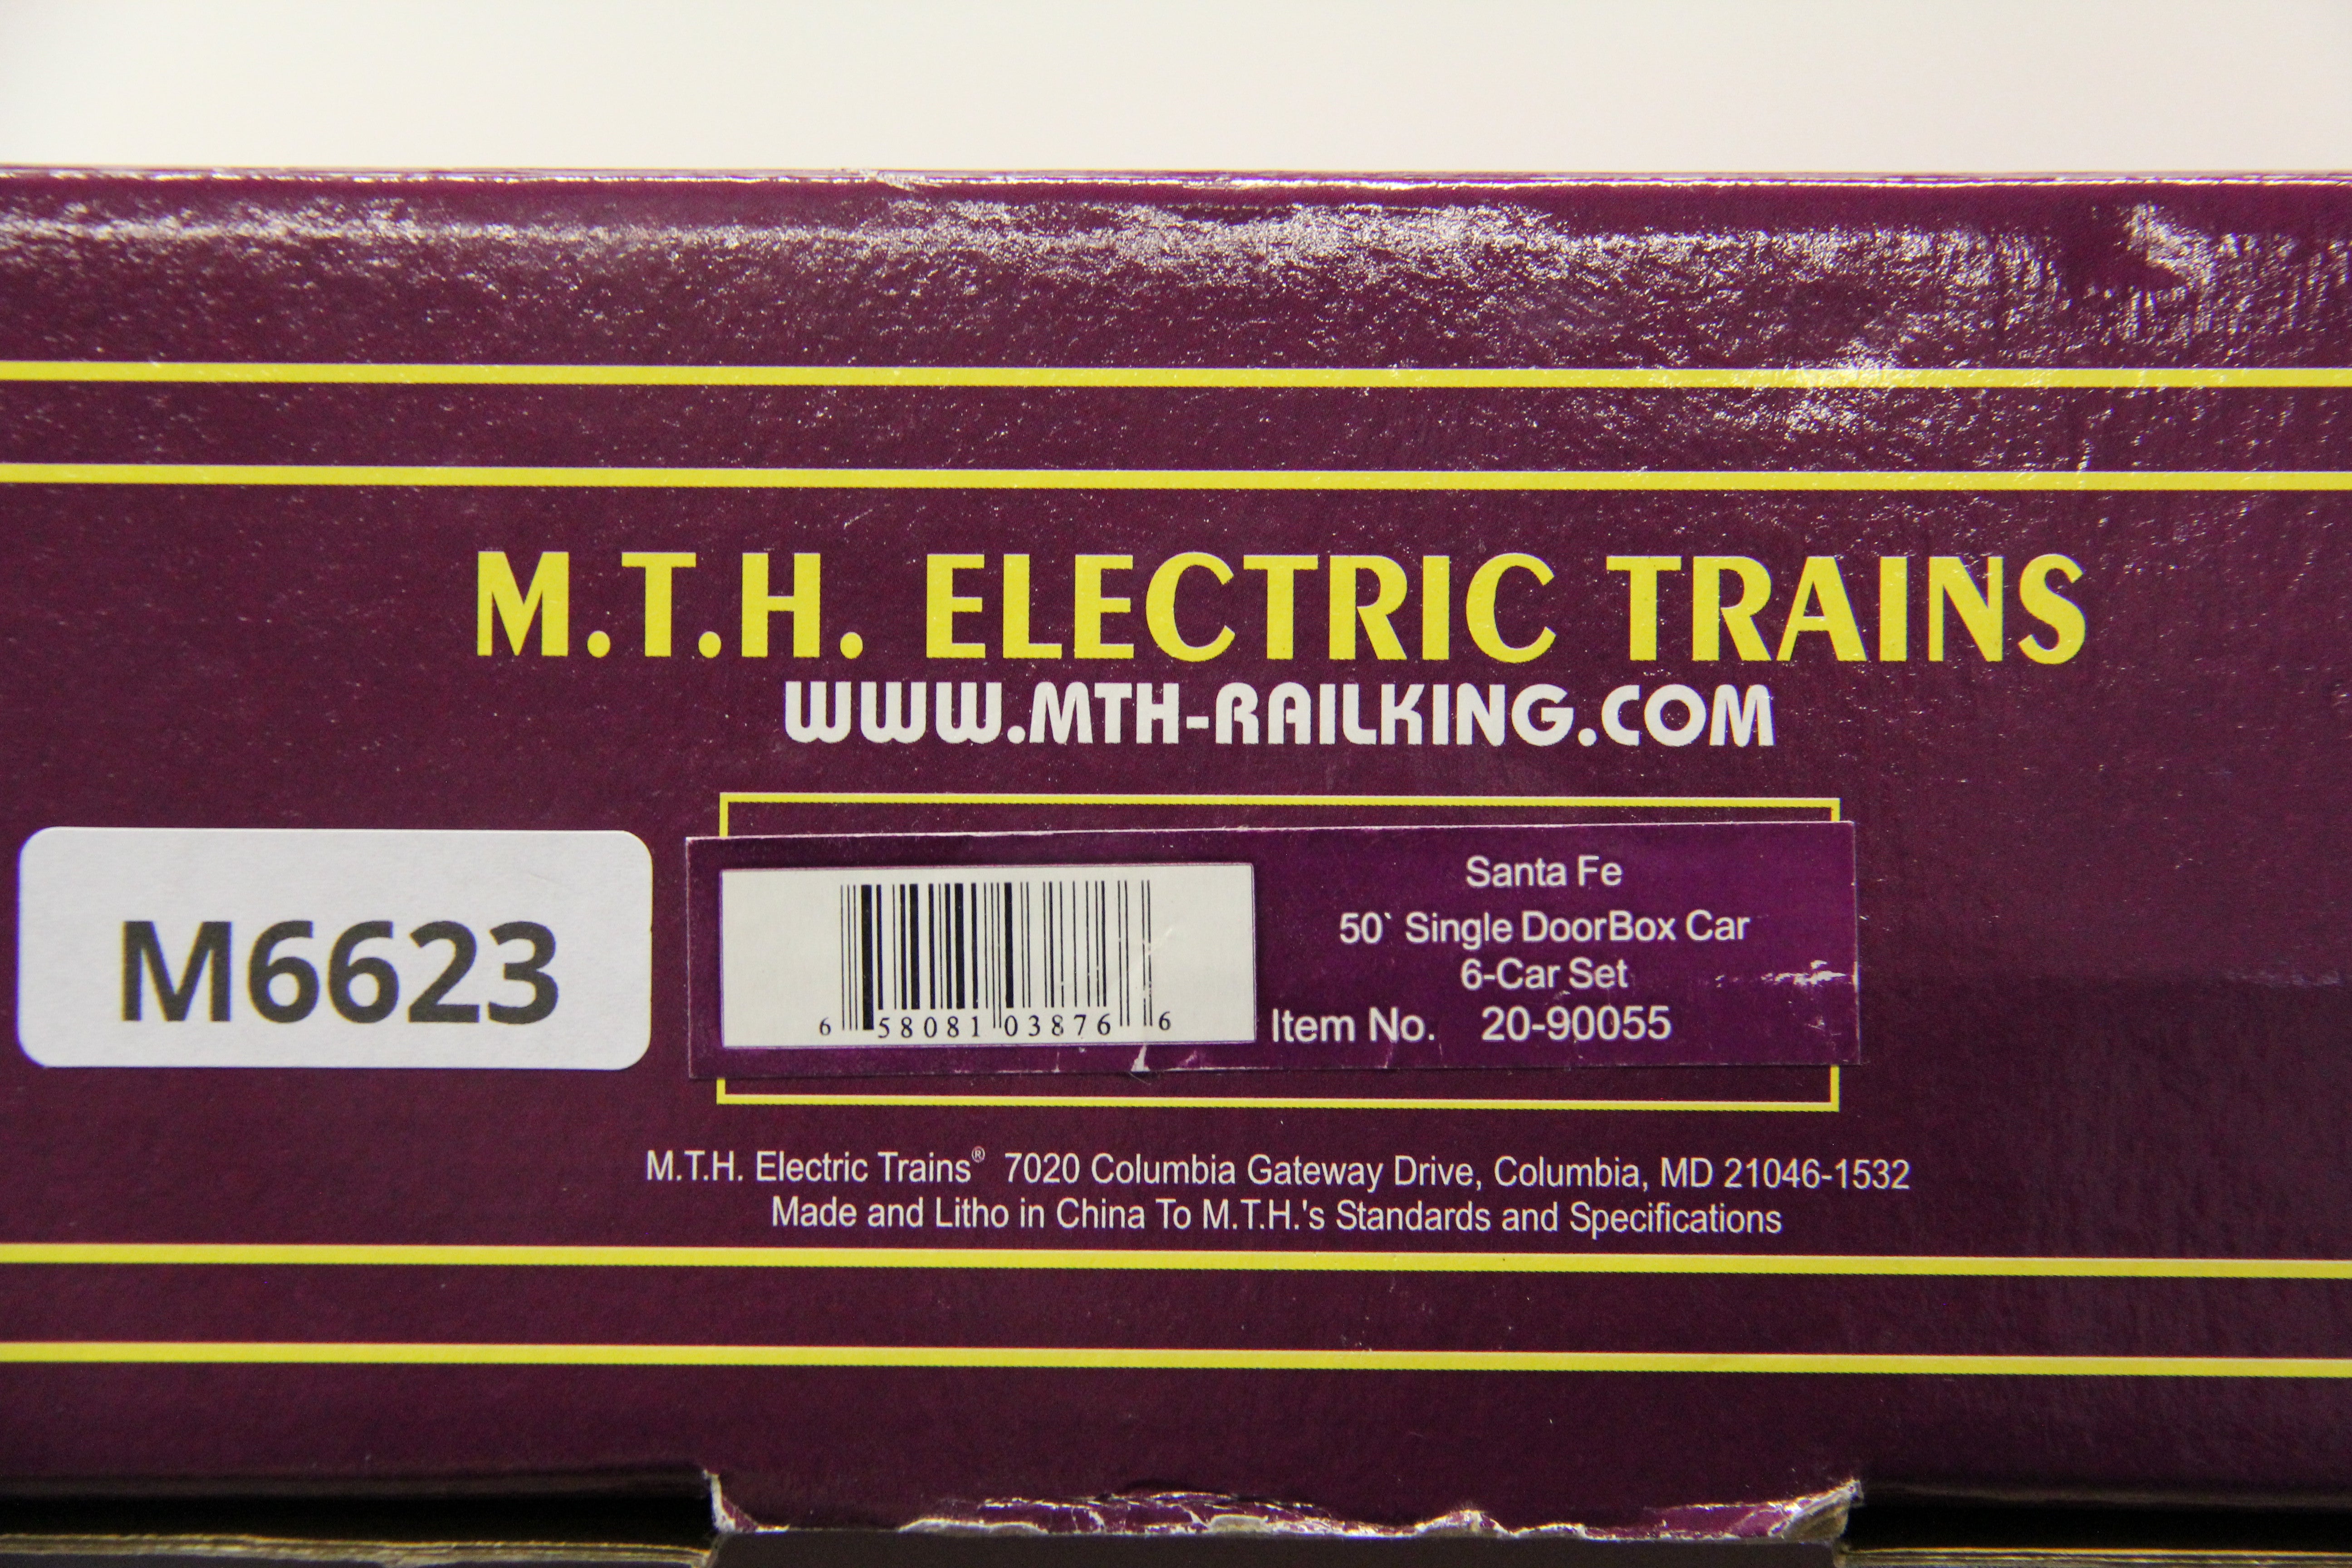 M.T.H. ELECTRIC TRAINS
WWW.MTH-RAILKING.COM
M6623
6 58081 03876 6
Santa Fe
50` Single DoorBox Car
6-Car Set
Item No. 20-90055
M.T.H. Electric Trains® 7020 Columbia Gateway Drive, Columbia, MD 21046-1532
Made and Litho in China To M.T.H.'s Standards and Specifications